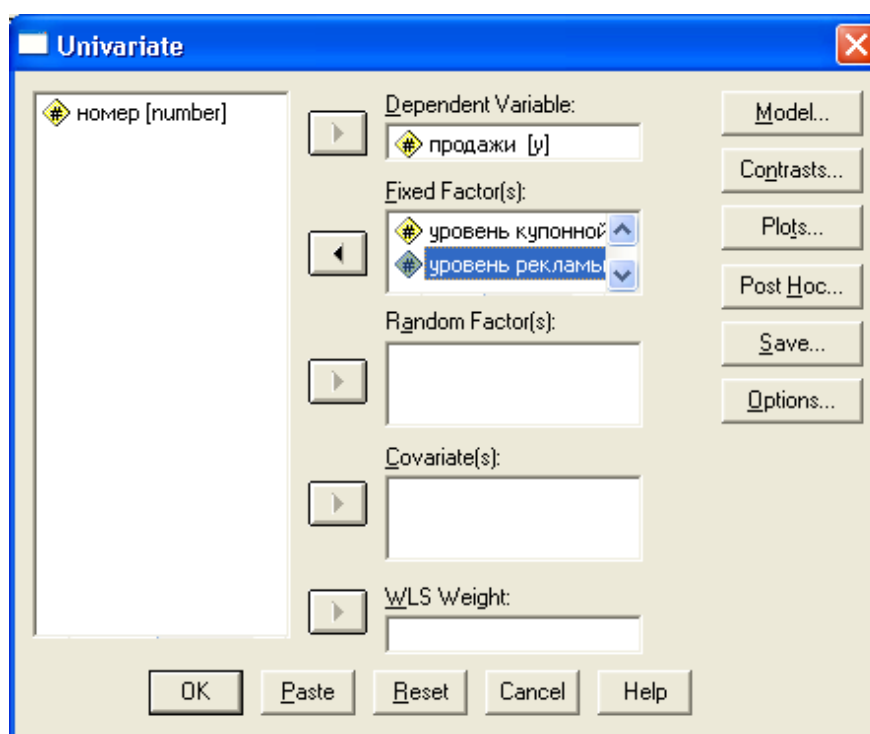 Univariate
номер [number]
Dependent Variable:
продажи [y]
Fixed Factor(s):
уровень купонной
уровень рекламы
Random Factor(s):
Covariate(s):
WLS Weight:
Model...
Contrasts...
Plots...
Post Hoc...
Save...
Options...
OK
Paste
Reset
Cancel
Help